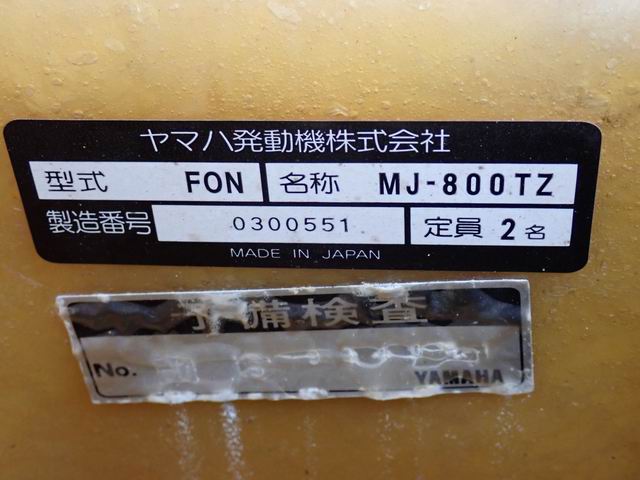 ヤマハ発動機株式会社
型式 FON 名称 MJ-800TZ
製造番号 0300551 定員 2名
MADE IN JAPAN
予備検査
No.
YAMAHA